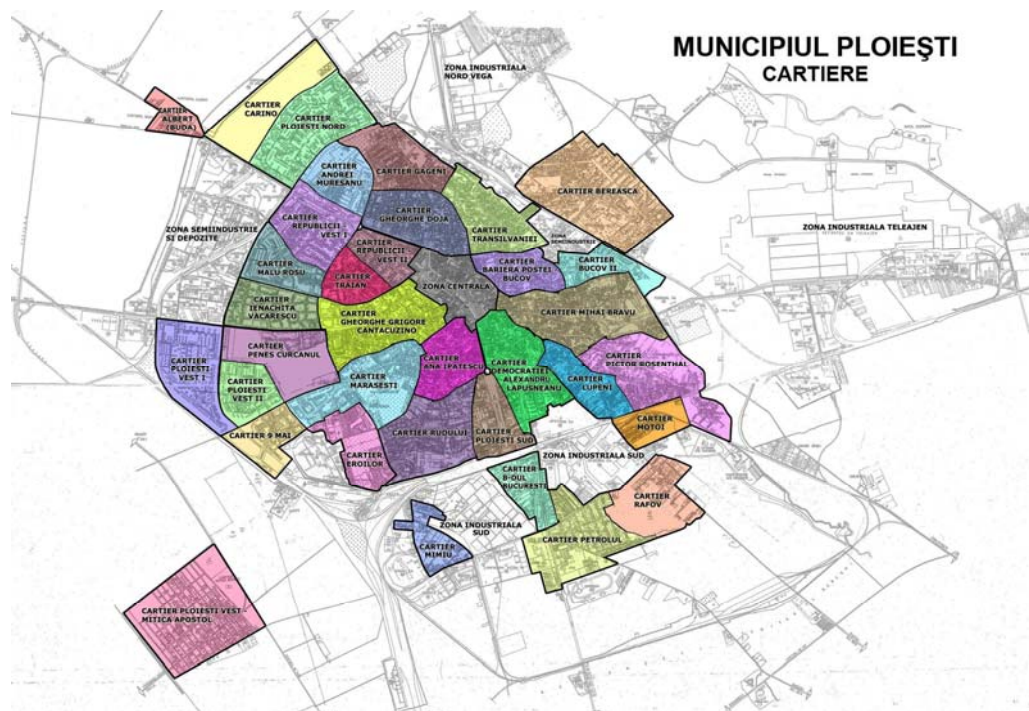 MUNICIPIUL PLOIEŞTI
CARTIERE
ZONA INDUSTRIALA
NORD VEGA
CARTIER
ALBERT
(BUDA)
CARTIER
CARINO
CARTIER
PLOIESTI NORD
CARTIER
ANDREI
MURESANU
CARTIER GAGENI
CARTIER BEREASCA
CARTIER
GHEORGHE DOJA
CARTIER
TRANSILVANIEI
ZONA
SEMIINDUSTRIE
ZONA INDUSTRIALA TELEAJEN
ZONA SEMIINDUSTRIE
SI DEPOZITE
CARTIER
REPUBLICII
VEST I
CARTIER
REPUBLICII
VEST II
CARTIER
MALU ROSU
CARTIER
TRAIAN
ZONA CENTRALA
CARTIER
BARIERA POSTEI
BUCOV
CARTIER
BUCOV II
CARTIER
IENACHITA
VACARESCU
CARTIER
GHEORGHE GRIGORE
CANTACUZINO
CARTIER MIHAI BRAVU
CARTIER
PENES CURCANUL
CARTIER
PLOIESTI
VEST I
CARTIER
PLOIESTI
VEST II
CARTIER
MARASESTI
CARTIER
ANA IPATESCU
CARTIER
DEMOCRATIEI
ALEXANDRU
LAPUSNEANU
CARTIER
LUPENI
CARTIER
PICTOR ROSENTHAL
CARTIER
MOTOI
CARTIER 9 MAI
CARTIER
EROILOR
CARTIER RUDULUI
CARTIER
PLOIESTI SUD
ZONA INDUSTRIALA SUD
CARTIER
B-DUL
BUCURESTI
CARTIER
RAFOV
ZONA INDUSTRIALA
SUD
CARTIER PETROLUL
CARTIER
MIMIU
CARTIER PLOIESTI VEST -
MITICA APOSTOL